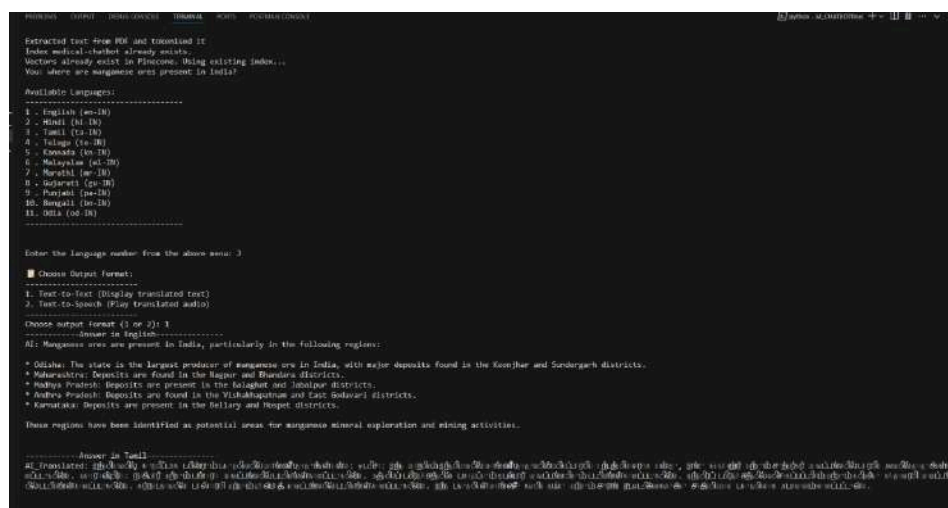 PROBLEMS OUTPUT DEBUG CONSOLE TERMINAL PORTS POSTMAN CONSOLE
Extracted text from PDF and tokenised it
Index medical-chatbot already exists.
Vectors already exist in Pinecone. Using existing index...
You: where are manganese ores present in India?
Available Languages:
-----------------------------------
1 . English (en-IN)
2 . Hindi (hi-IN)
3 . Tamil (ta-IN)
4 . Telugu (te-IN)
5 . Kannada (kn-IN)
6 . Malayalam (ml-IN)
7 . Marathi (mr-IN)
8 . Gujarati (gu-IN)
9 . Punjabi (pa-IN)
10. Bengali (bn-IN)
11. Odia (od-IN)
-----------------------------------
Enter the language number from the above menu: 3
Choose Output Format:
-------------------------
1. Text-to-Text (Display translated text)
2. Text-to-Speech (Play translated audio)
-------------------------
Choose output format (1 or 2): 1
------------Answer in English---------------
AI: Manganese ores are present in India, particularly in the following regions:
* Odisha: The state is the largest producer of manganese ore in India, with major deposits found in the Keonjhar and Sundergarh districts.
* Maharashtra: Deposits are found in the Nagpur and Bhandara districts.
* Madhya Pradesh: Deposits are present in the Balaghat and Jabalpur districts.
* Andhra Pradesh: Deposits are found in the Vishakhapatnam and East Godavari districts.
* Karnataka: Deposits are present in the Bellary and Hospet districts.
These regions have been identified as potential areas for manganese mineral exploration and mining activities.
------------Answer in Tamil---------------
AI_Translated: